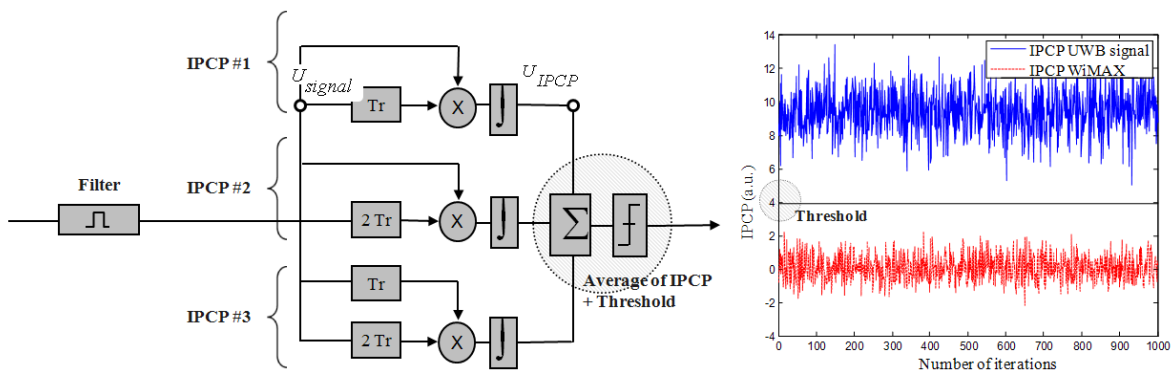 IPCP #1
U signal
Tr
X
∫
U IPCP
IPCP #2
Filter
2 Tr
X
∫
Σ
Average of IPCP
+ Threshold
IPCP #3
Tr
2 Tr
X
∫
IPCP (a.u.)
14
12
10
8
6
4
2
0
-2
-4
IPCP UWB signal
IPCP WiMAX
Threshold
0
100
200
300
400
500
600
700
800
900
1000
Number of iterations